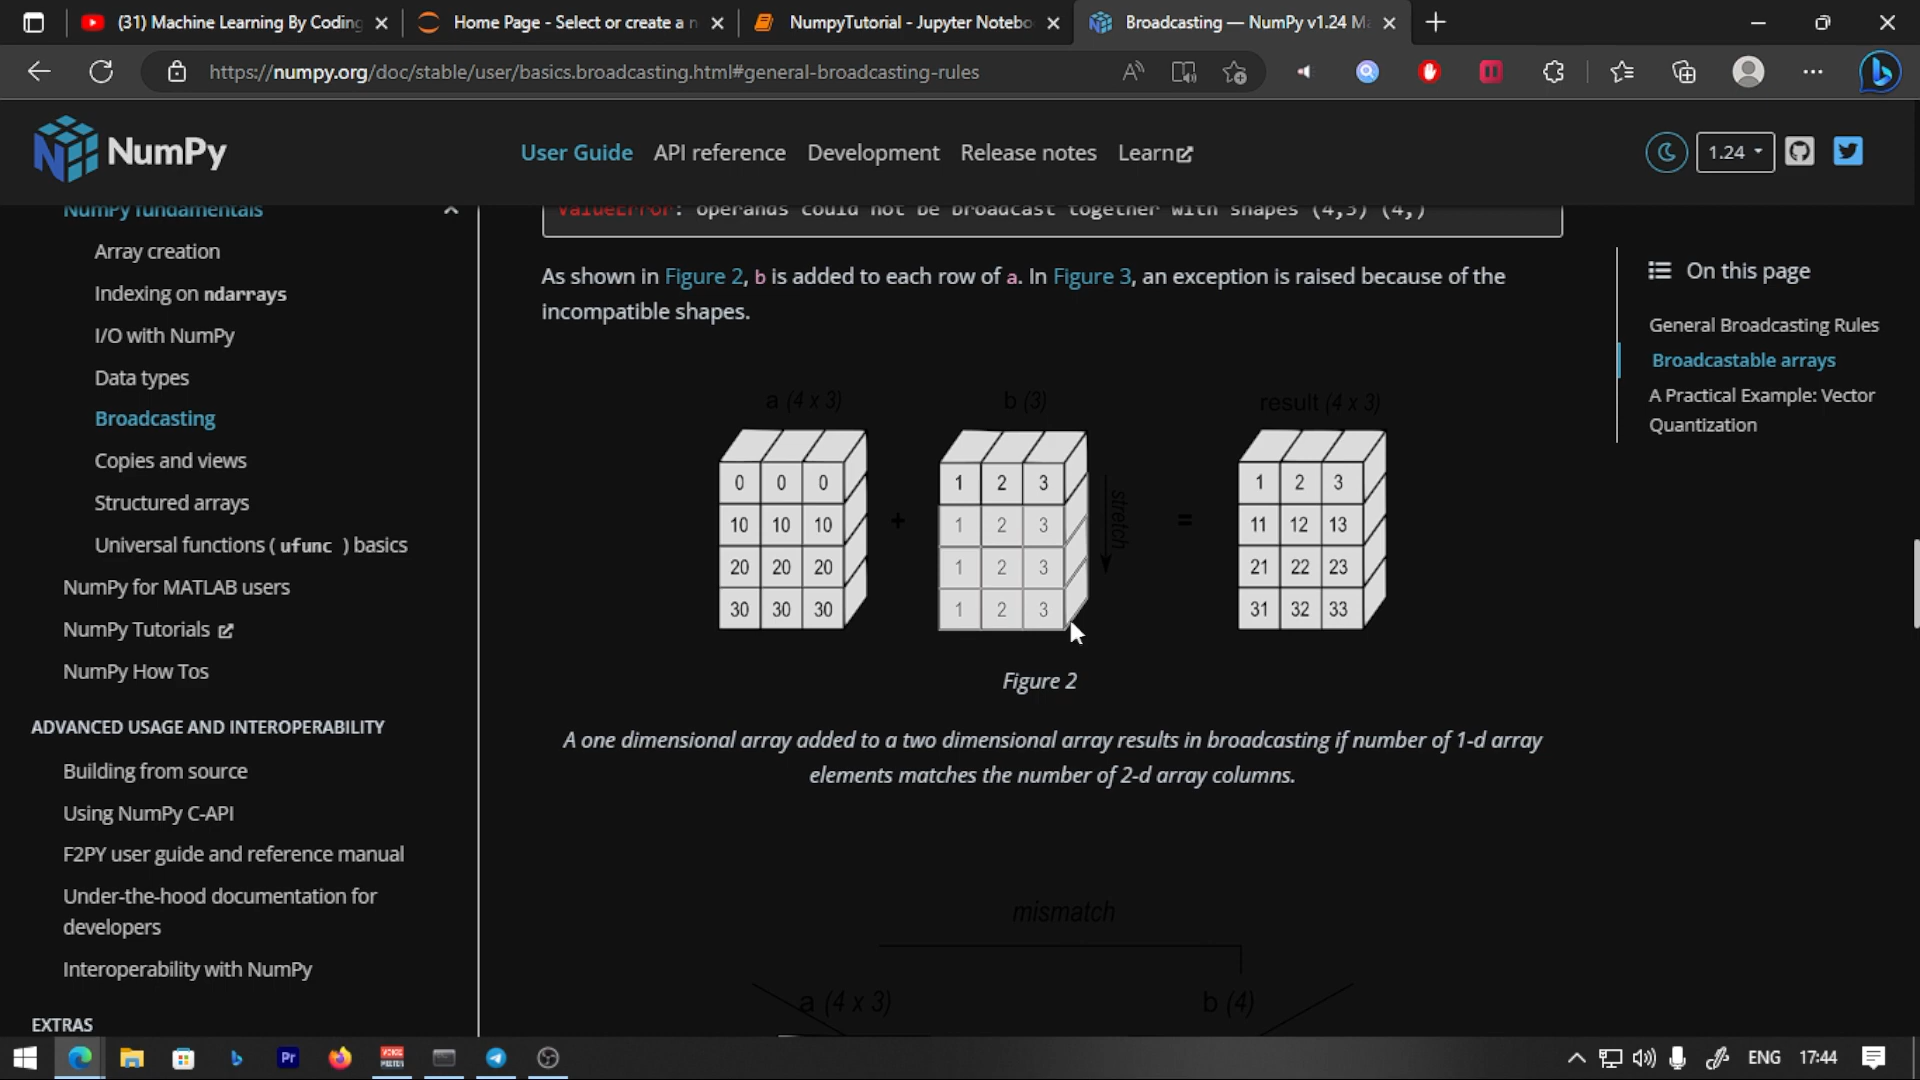 (31) Machine Learning By Coding
Home Page - Select or create a n
NumpyTutorial - Jupyter Notebo
Broadcasting — NumPy v1.24 Ma
https://numpy.org/doc/stable/user/basics.broadcasting.html#general-broadcasting-rules
NumPy
User Guide
API reference
Development
Release notes
Learn
1.24
NumPy fundamentals
Array creation
Indexing on ndarrays
I/O with NumPy
Data types
Broadcasting
Copies and views
Structured arrays
Universal functions ( ufunc ) basics
NumPy for MATLAB users
NumPy Tutorials
NumPy How Tos
ADVANCED USAGE AND INTEROPERABILITY
Building from source
Using NumPy C-API
F2PY user guide and reference manual
Under-the-hood documentation for
developers
Interoperability with NumPy
EXTRAS
ValueError: operands could not be broadcast together with shapes (4,3) (4,)
As shown in Figure 2, b is added to each row of a. In Figure 3, an exception is raised because of the
incompatible shapes.
a (4 x 3)
0 0 0
10 10 10
20 20 20
30 30 30
+
b (3)
1 2 3
1 2 3
1 2 3
1 2 3
stretch
=
result (4 x 3)
1 2 3
11 12 13
21 22 23
31 32 33
Figure 2
A one dimensional array added to a two dimensional array results in broadcasting if number of 1-d array
elements matches the number of 2-d array columns.
mismatch
a (4 x 3)
b (4)
On this page
General Broadcasting Rules
Broadcastable arrays
A Practical Example: Vector
Quantization
Pr
VOICE
MEETER
ENG
17:44